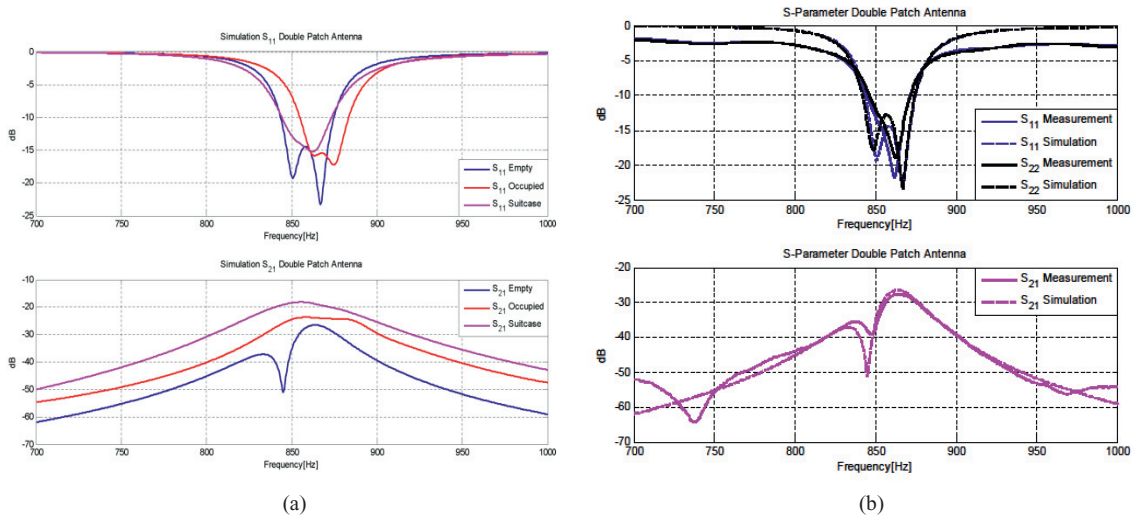 Simulation S11 Double Patch Antenna
0
-5
-10
-15
-20
-25
dB
S11 Empty
S11 Occupied
S11 Suitcase
700 750 800 850 900 950 1000
Frequency[Hz]
Simulation S21 Double Patch Antenna
-10
-20
-30
-40
-50
-60
-70
dB
S21 Empty
S21 Occupied
S21 Suitcase
700 750 800 850 900 950 1000
Frequency[Hz]
(a)
S-Parameter Double Patch Antenna
0
-5
-10
-15
-20
-25
dB
S11 Measurement
S11 Simulation
S22 Measurement
S22 Simulation
700 750 800 850 900 950 1000
Frequency[Hz]
S-Parameter Double Patch Antenna
-20
-30
-40
-50
-60
-70
dB
S21 Measurement
S21 Simulation
700 750 800 850 900 950 1000
Frequency[Hz]
(b)